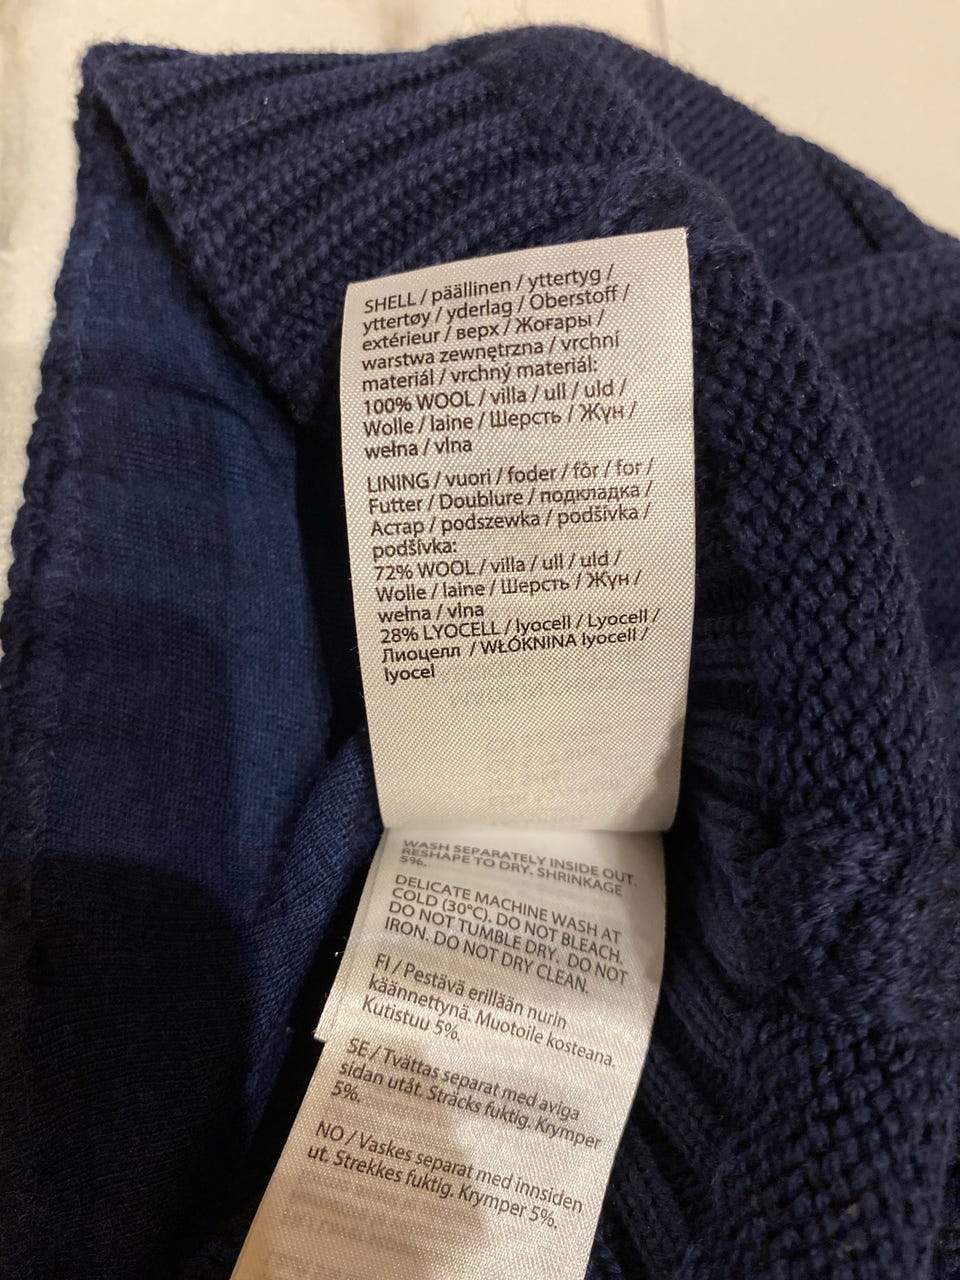 SHELL / päällinen / yttertyg /
yttertøy / yderlag / Oberstoff /
extérieur / верх / Жоғары /
warstwa zewnętrzna / vrchní
materiál / vrchný materiál:
100% WOOL / villa / ull / uld /
Wolle / laine / Шерсть / Жүн /
wełna / vlna
LINING / vuori / foder / fôr / for /
Futter / Doublure / подкладка /
Астар / podszewka / podšívka /
podšívka:
72% WOOL / villa / ull / uld /
Wolle / laine / Шерсть / Жүн /
wełna / vlna
28% LYOCELL / lyocell / Lyocell /
Лиоцелл / WŁÓKNINA lyocell /
lyocel
WASH SEPARATELY INSIDE OUT.
RESHAPE TO DRY. SHRINKAGE
5%.
DELICATE MACHINE WASH AT
COLD (30°C). DO NOT BLEACH.
DO NOT TUMBLE DRY. DO NOT
IRON. DO NOT DRY CLEAN.
FI / Pestävä erillään nurin
käännettynä. Muotoile kosteana.
Kutistuu 5%.
SE / Tvättas separat med aviga
sidan utåt. Sträcks fuktig. Krymper
5%.
NO / Vaskes separat med innsiden
ut. Strekkes fuktig. Krymper 5%.